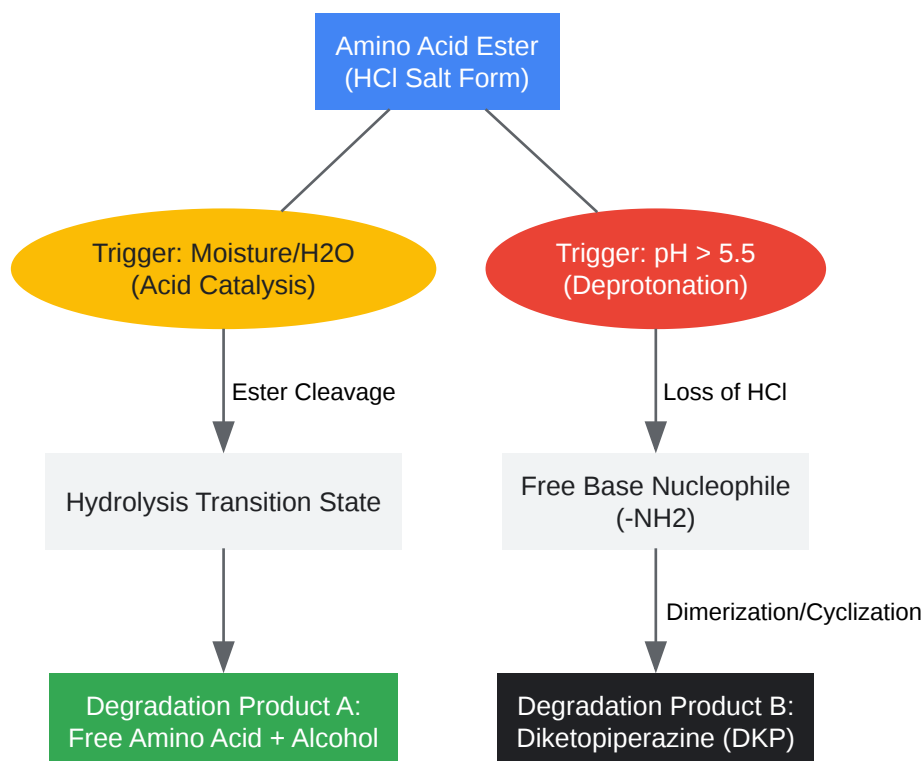 Amino Acid Ester
(HCl Salt Form)
Trigger: Moisture/H2O
(Acid Catalysis)
Trigger: pH > 5.5
(Deprotonation)
Ester Cleavage
Loss of HCl
Hydrolysis Transition State
Free Base Nucleophile
(-NH2)
Dimerization/Cyclization
Degradation Product A:
Free Amino Acid + Alcohol
Degradation Product B:
Diketopiperazine (DKP)